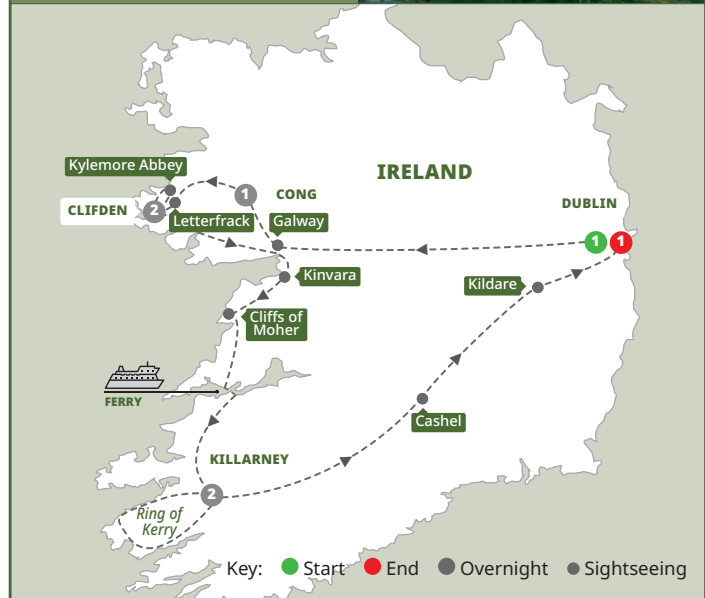 Kylemore Abbey
IRELAND
1
CONG
CLIFDEN
2
Letterfrack
Galway
DUBLIN
1
1
Kinvara
Kildare
Cliffs of
Moher
FERRY
Cashel
KILLARNEY
2
Ring of
Kerry
Key: Start End Overnight Sightseeing